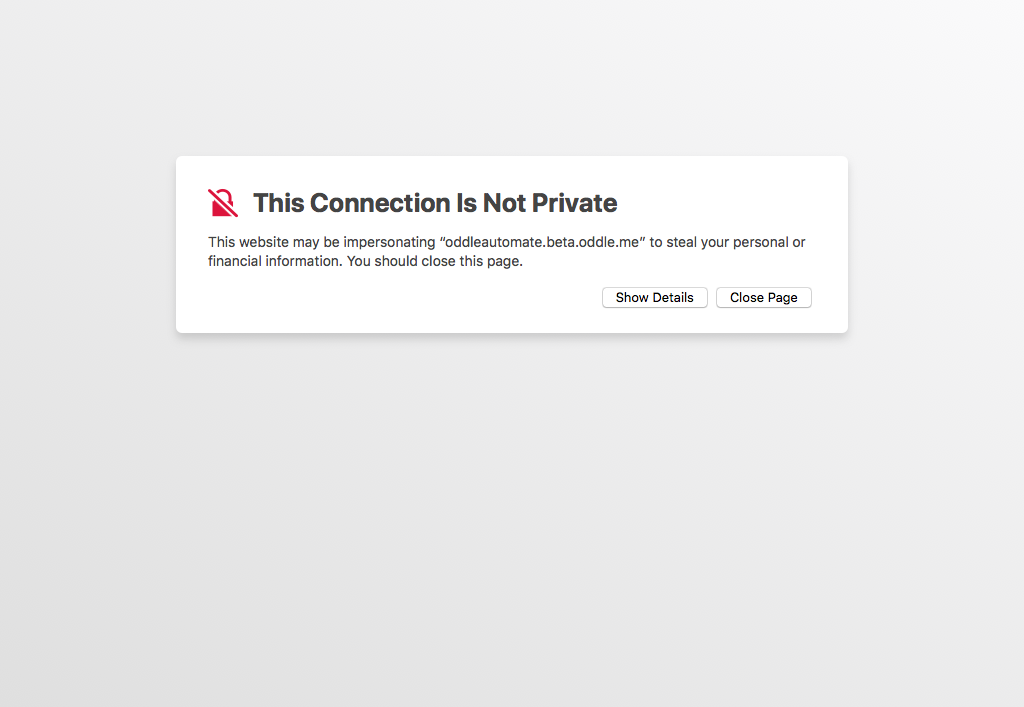 This Connection Is Not Private
This website may be impersonating “oddleautomate.beta.oddle.me” to steal your personal or
financial information. You should close this page.
Show Details
Close Page